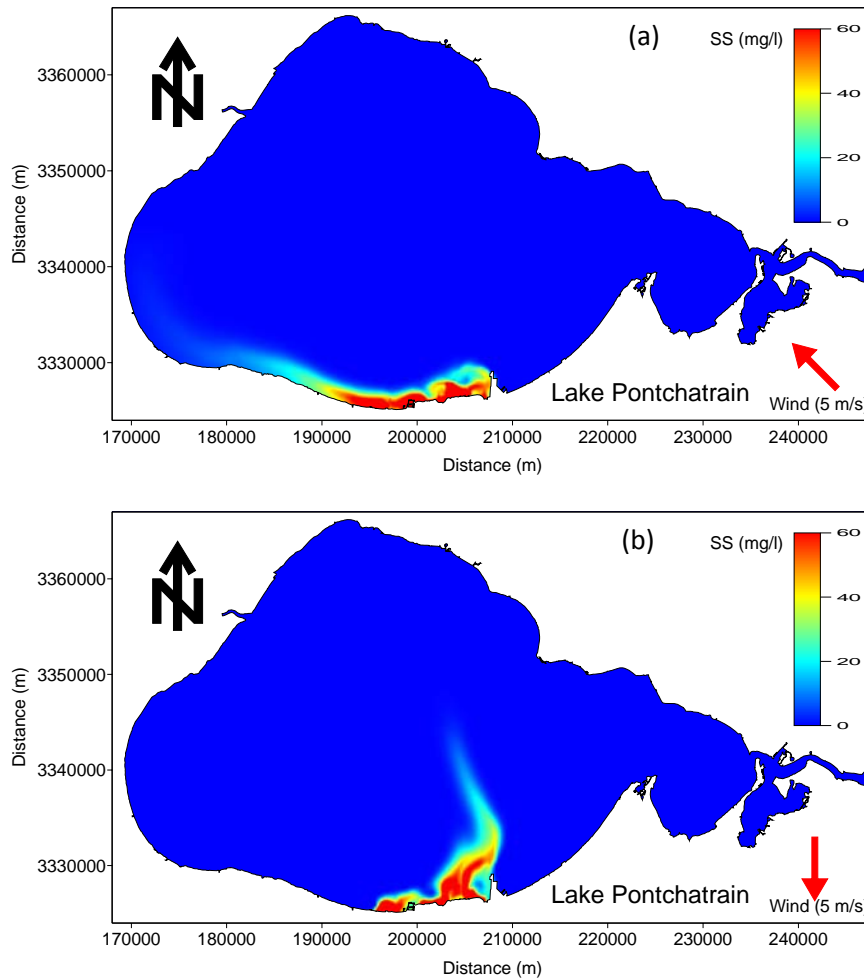 (a)
SS (mg/l)
60
40
20
0
N
3360000
3350000
3340000
3330000
Distance (m)
Lake Pontchatrain
Wind (5 m/s)
170000 180000 190000 200000 210000 220000 230000 240000
Distance (m)
(b)
SS (mg/l)
60
40
20
0
N
3360000
3350000
3340000
3330000
Distance (m)
Lake Pontchatrain
Wind (5 m/s)
170000 180000 190000 200000 210000 220000 230000 240000
Distance (m)